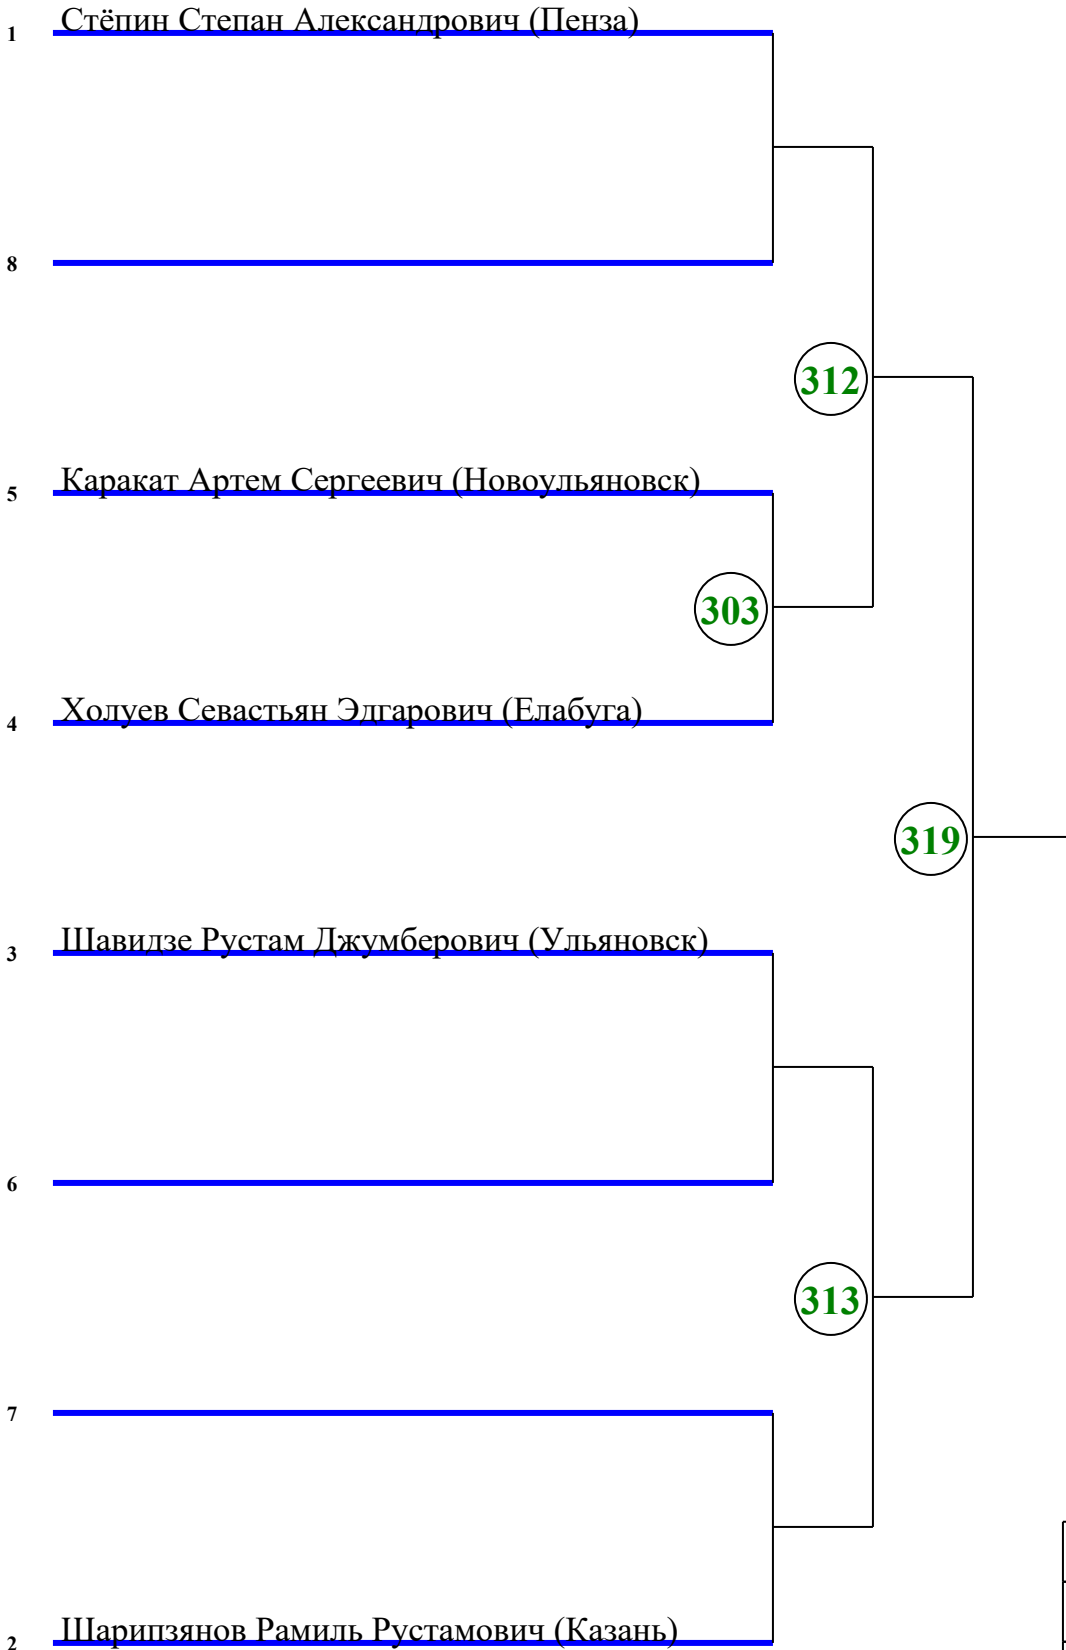 Стёпин Степан Александрович (Пенза)
1
8
312
Каракат Артем Сергеевич (Новоульяновск)
5
303
Холуев Севастьян Эдгарович (Елабуга)
4
319
Шавидзе Рустам Джумберович (Ульяновск)
3
6
313
7
Шарипзянов Рамиль Рустамович (Казань)
2